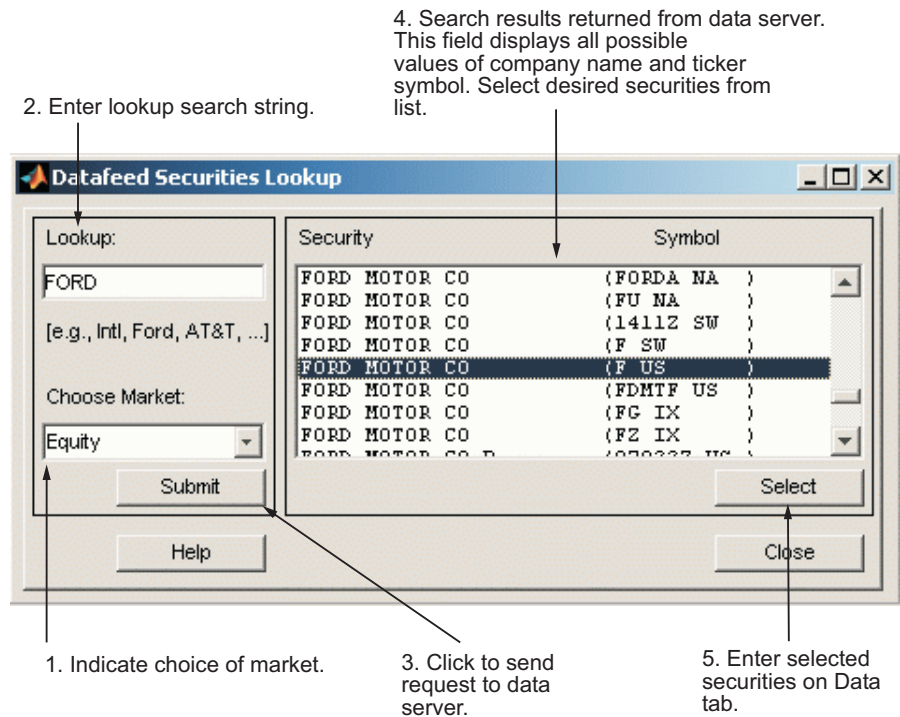 4. Search results returned from data server.
This field displays all possible
values of company name and ticker
symbol. Select desired securities from
list.
2. Enter lookup search string.
Datafeed Securities Lookup
Lookup:
FORD
[e.g., Intl, Ford, AT&T, ...]
Choose Market:
Equity
Submit
Help
Security Symbol
FORD MOTOR CO (FORDA NA )
FORD MOTOR CO (FU NA )
FORD MOTOR CO (1411Z SW )
FORD MOTOR CO (F SW )
FORD MOTOR CO (F US )
FORD MOTOR CO (FDMTF US )
FORD MOTOR CO (FG IX )
FORD MOTOR CO (FZ IX )
FORD MOTOR CO
Select
Close
1. Indicate choice of market.
3. Click to send
request to data
server.
5. Enter selected
securities on Data
tab.